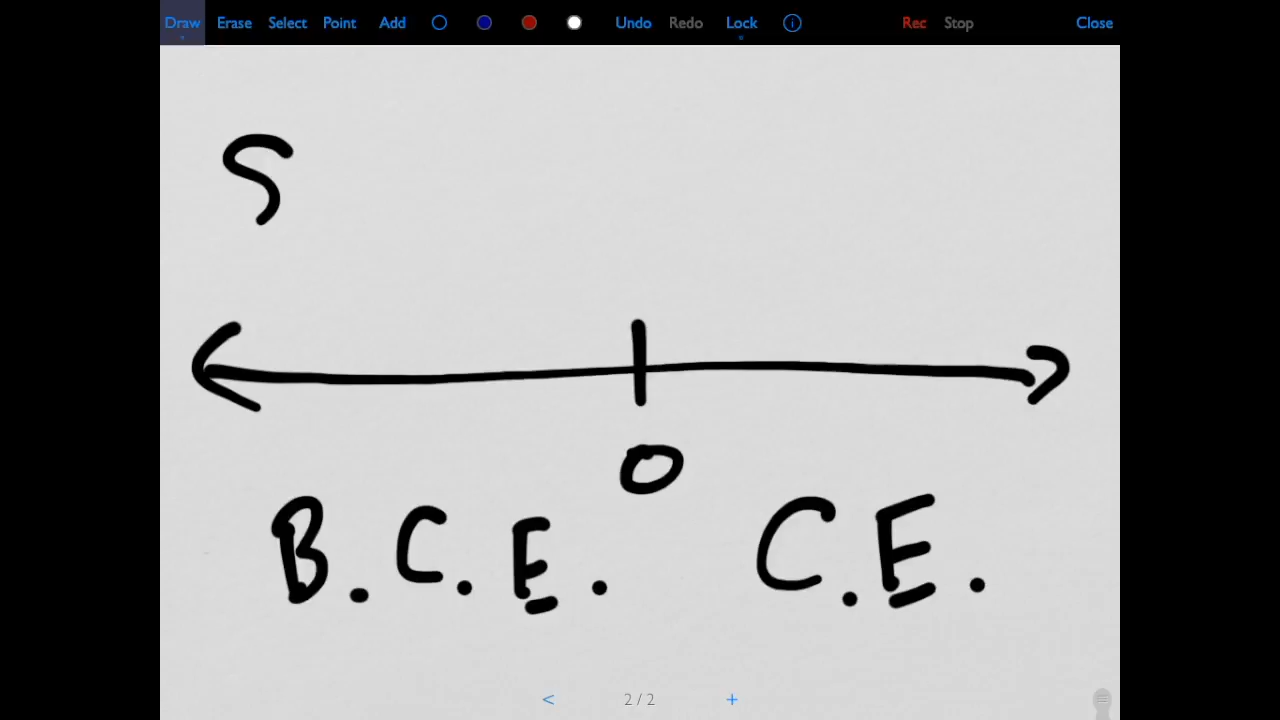 Draw Erase Select Point Add Undo Redo Lock i Rec Stop Close
S
0
B.C.E. C.E.
< 2 / 2 +